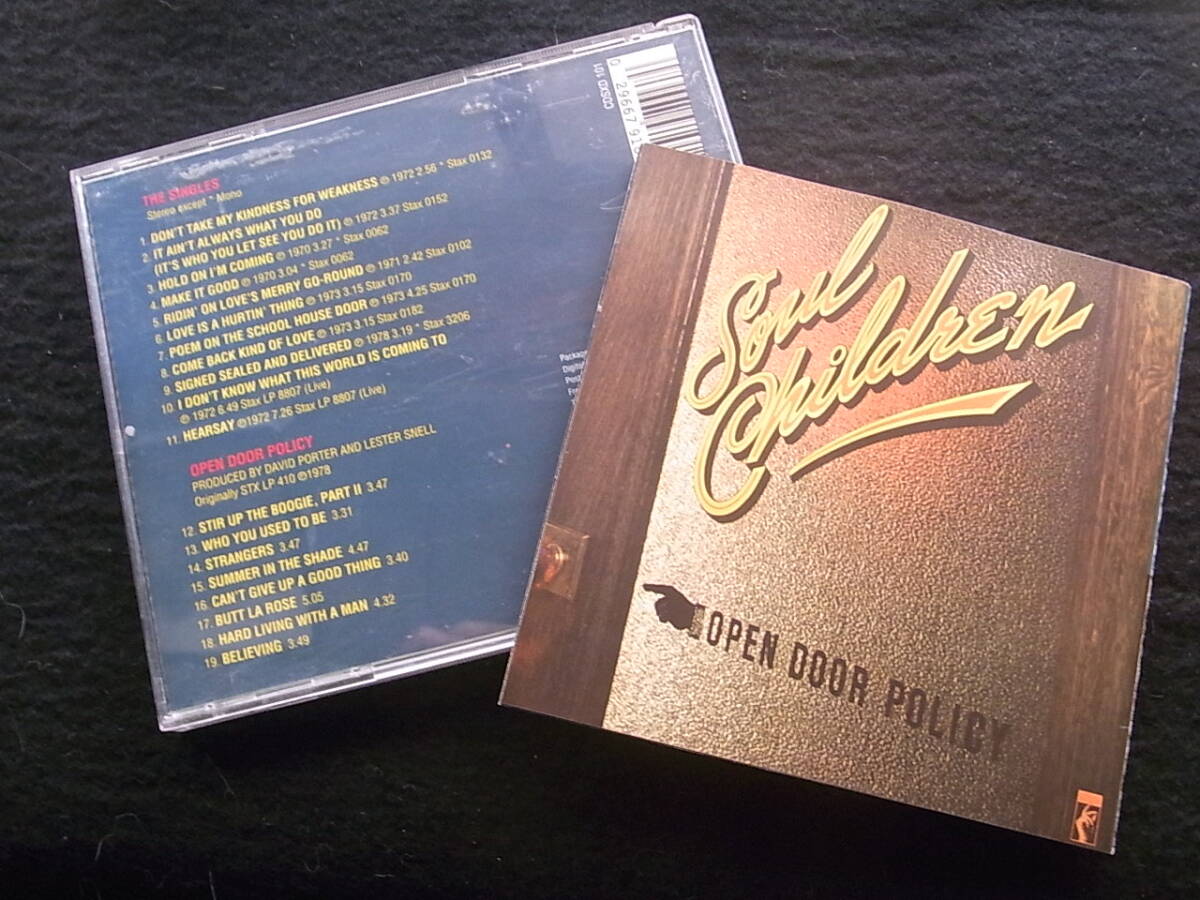 THE SINGLES
Stereo except * Mono
1. DON'T TAKE MY KINDNESS FOR WEAKNESS ℗ 1972 2.56 * Stax 0132
2. IT AIN'T ALWAYS WHAT YOU DO
(IT'S WHO YOU LET SEE YOU DO IT) ℗ 1972 3.37 Stax 0152
3. HOLD ON I'M COMING ℗ 1970 3.27 * Stax 0062
4. MAKE IT GOOD ℗ 1970 3.04 * Stax 0062
5. RIDIN' ON LOVE'S MERRY GO-ROUND ℗ 1971 2.42 Stax 0102
6. LOVE IS A HURTIN' THING ℗ 1973 3.15 Stax 0170
7. POEM ON THE SCHOOL HOUSE DOOR ℗ 1973 4.25 Stax 0170
8. COME BACK KIND OF LOVE ℗ 1973 3.15 Stax 0182
9. SIGNED SEALED AND DELIVERED ℗ 1978 3.19 * Stax 3206
10. I DON'T KNOW WHAT THIS WORLD IS COMING TO
℗ 1972 6.49 Stax LP 8807 (Live)
11. HEARSAY ℗1972 7.26 Stax LP 8807 (Live)
OPEN DOOR POLICY
PRODUCED BY DAVID PORTER AND LESTER SNELL
Originally STX LP 410 ℗1978
12. STIR UP THE BOOGIE, PART II 3.47
13. WHO YOU USED TO BE 3.31
14. STRANGERS 3.47
15. SUMMER IN THE SHADE 4.47
16. CAN'T GIVE UP A GOOD THING 3.40
17. BUTT LA ROSE 5.05
18. HARD LIVING WITH A MAN 4.32
19. BELIEVING 3.49
CDSXD 101
0 29667 91
Soul
Children
OPEN DOOR POLICY